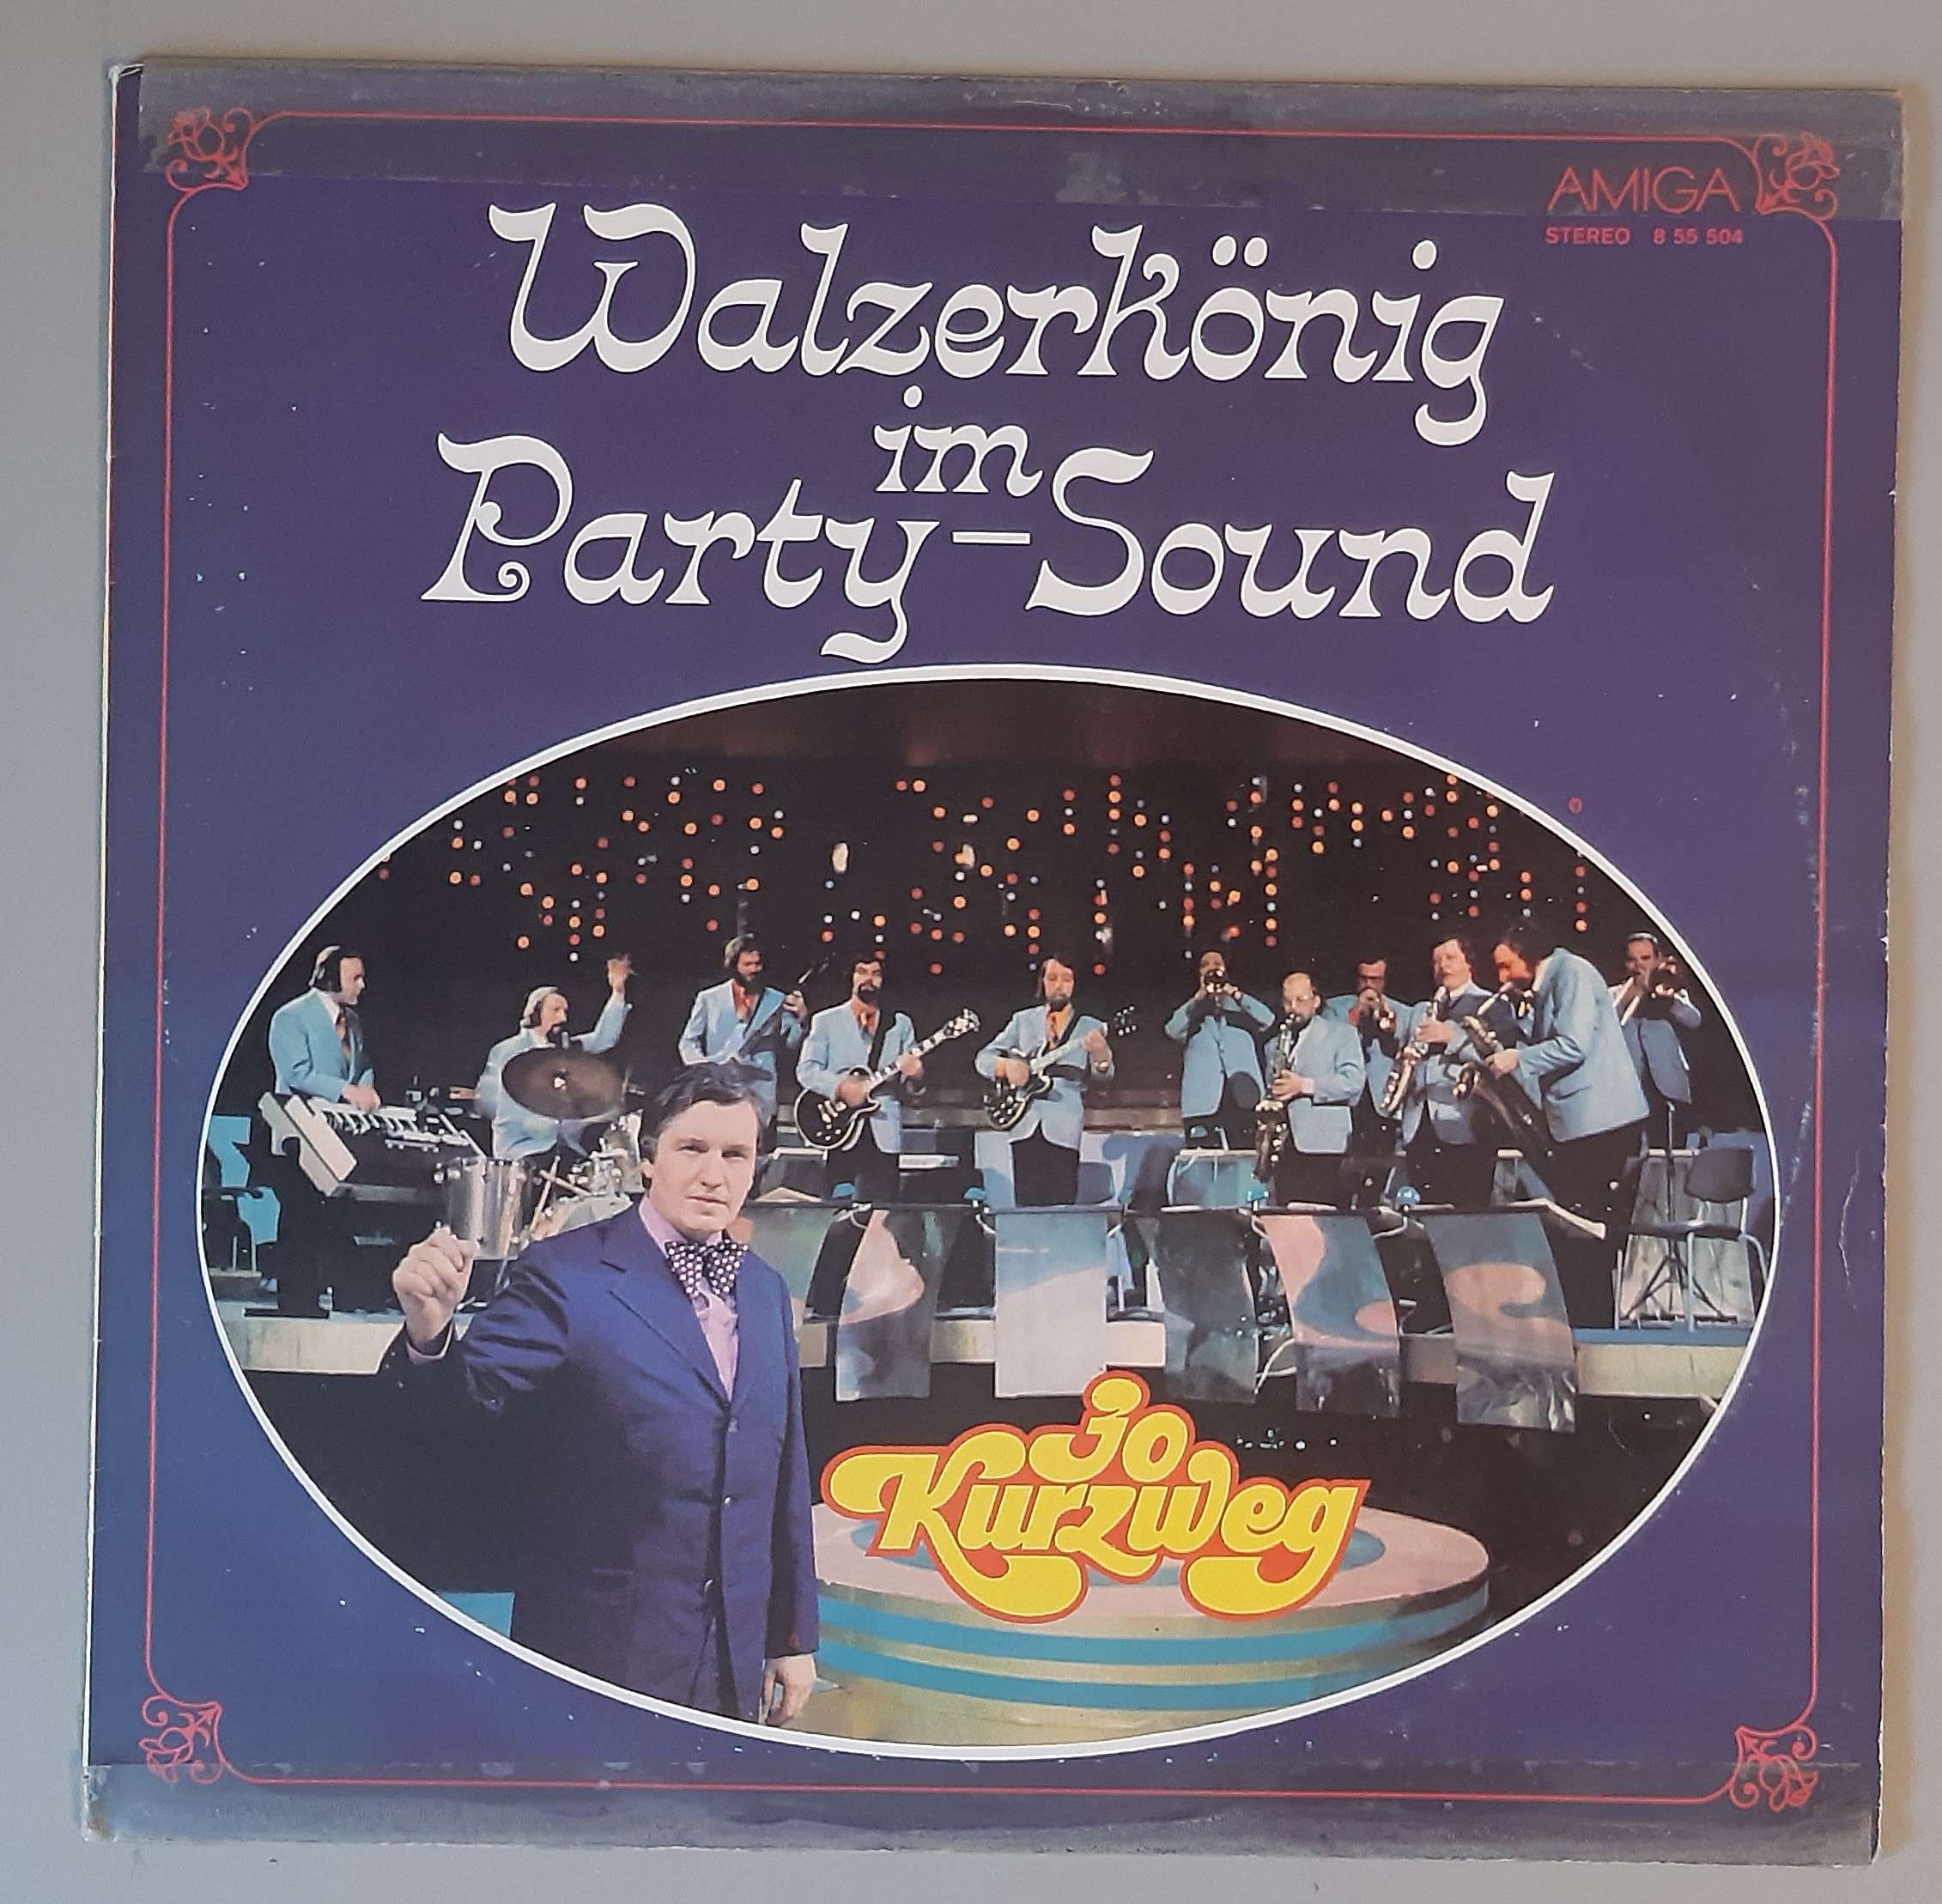 AMIGA
STEREO 8 55 504
Walzerkönig
im
Party-Sound
jo
Kurzweg